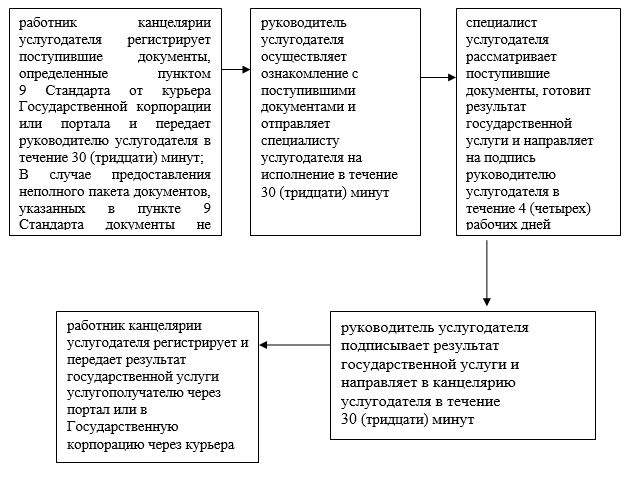 работник канцелярии
услугодателя регистрирует
поступившие документы,
определенные пунктом
9 Стандарта от курьера
Государственной корпорации
или портала и передает
руководителю услугодателя в
течение 30 (тридцати) минут;
В случае предоставления
неполного пакета документов,
указанных в пункте 9
Стандарта документы не
руководитель
услугодателя
осуществляет
ознакомление с
поступившими
документами и
отправляет
специалисту
услугодателя на
исполнение в течение
30 (тридцати) минут
специалист
услугодателя
рассматривает
поступившие
документы, готовит
результат
государственной
услуги и направляет
на подпись
руководителю
услугодателя в
течение 4 (четырех)
рабочих дней
руководитель услугодателя
подписывает результат
государственной услуги и
направляет в канцелярию
услугодателя в течение
30 (тридцати) минут
работник канцелярии
услугодателя регистрирует и
передает результат
государственной услуги
услугополучателю через
портал или в
Государственную
корпорацию через курьера